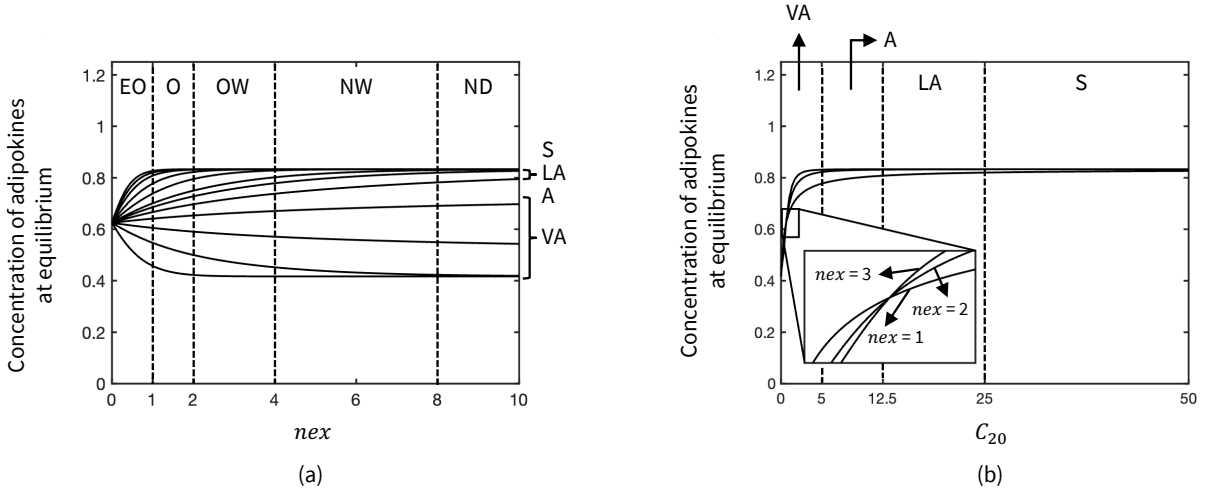 Concentration of adipokines
at equilibrium
EO
O
OW
NW
ND
1.2
1
0.8
0.6
0.4
0.2
0
0
1
2
4
6
8
10
S
LA
A
VA
nex
(a)
VA
A
Concentration of adipokines
at equilibrium
LA
S
1.2
1
0.8
0.6
0.4
0.2
0
nex = 3
nex = 2
nex = 1
0
5
12.5
25
50
C₂₀
(b)